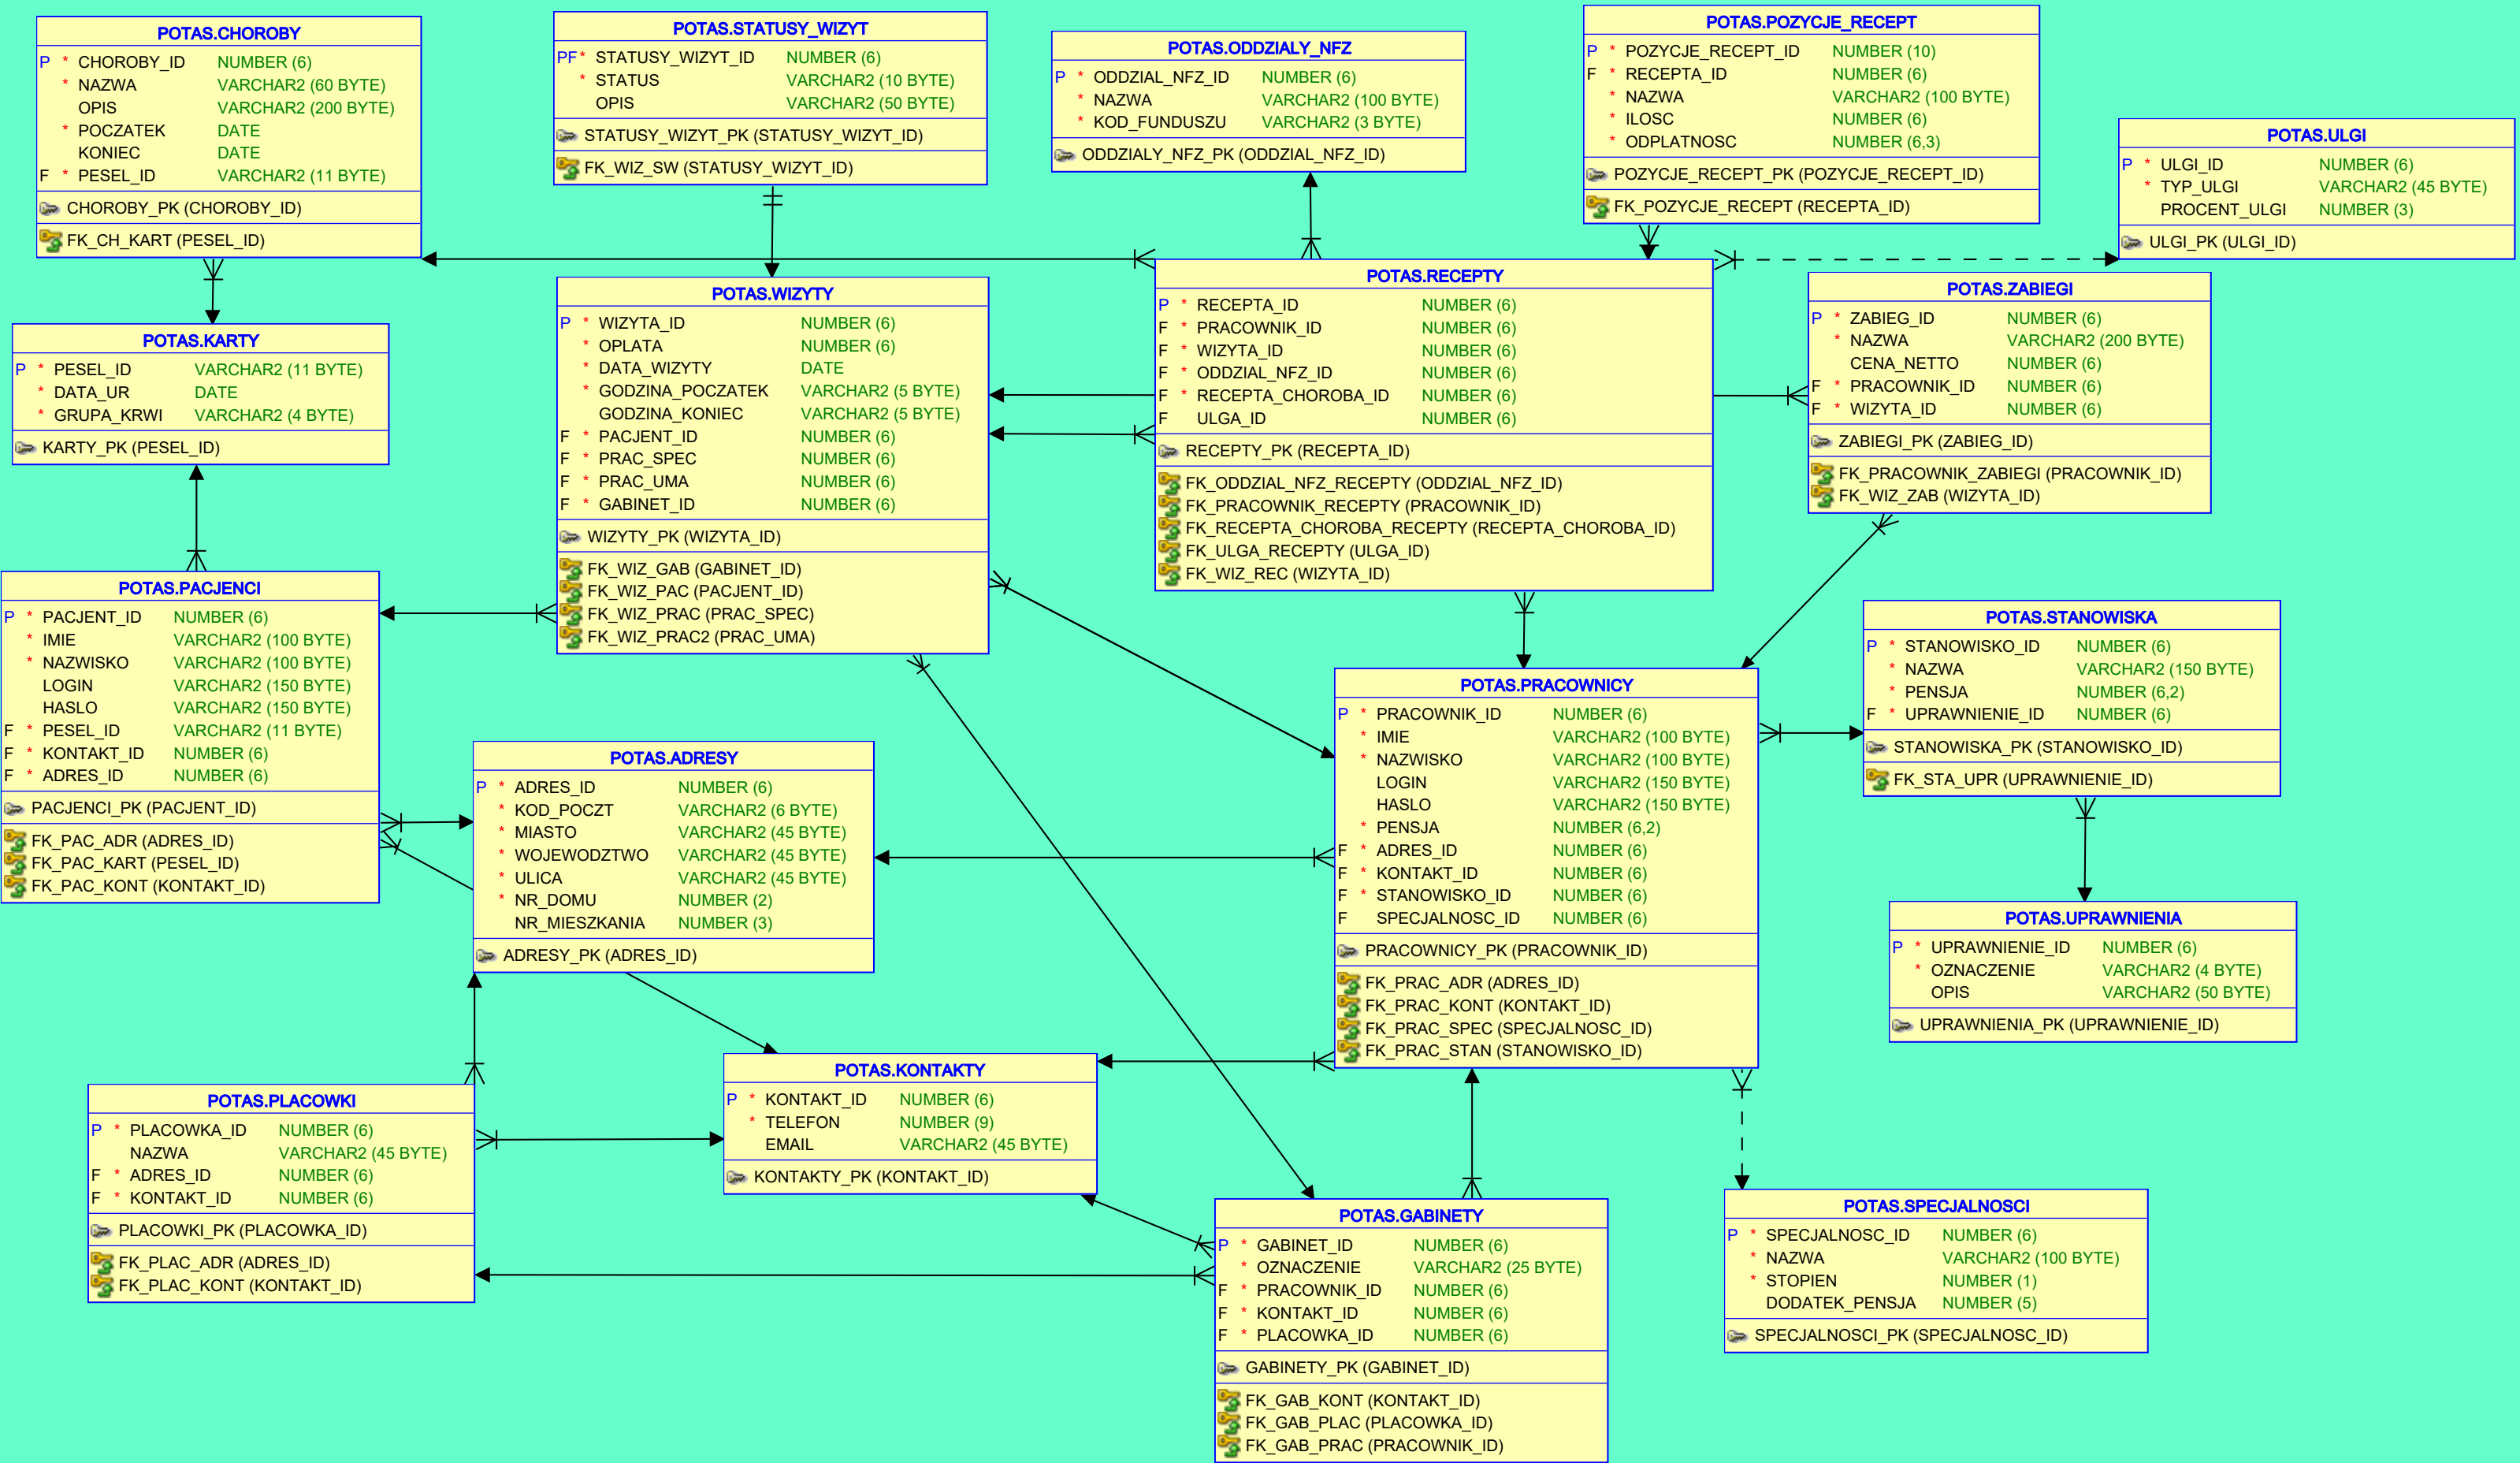 POTAS.CHOROBY
P * CHOROBY_ID NUMBER (6)
* NAZWA VARCHAR2 (60 BYTE)
OPIS VARCHAR2 (200 BYTE)
* POCZATEK DATE
KONIEC DATE
F * PESEL_ID VARCHAR2 (11 BYTE)
CHOROBY_PK (CHOROBY_ID)
FK_CH_KART (PESEL_ID)
POTAS.STATUSY_WIZYT
PF* STATUSY_WIZYT_ID NUMBER (6)
* STATUS VARCHAR2 (10 BYTE)
OPIS VARCHAR2 (50 BYTE)
STATUSY_WIZYT_PK (STATUSY_WIZYT_ID)
FK_WIZ_SW (STATUSY_WIZYT_ID)
POTAS.ODDZIALY_NFZ
P * ODDZIAL_NFZ_ID NUMBER (6)
* NAZWA VARCHAR2 (100 BYTE)
* KOD_FUNDUSZU VARCHAR2 (3 BYTE)
ODDZIALY_NFZ_PK (ODDZIAL_NFZ_ID)
POTAS.POZYCJE_RECEPT
P * POZYCJE_RECEPT_ID NUMBER (10)
F * RECEPTA_ID NUMBER (6)
* NAZWA VARCHAR2 (100 BYTE)
* ILOSC NUMBER (6)
* ODPLATNOSC NUMBER (6,3)
POZYCJE_RECEPT_PK (POZYCJE_RECEPT_ID)
FK_POZYCJE_RECEPT (RECEPTA_ID)
POTAS.ULGI
P * ULGI_ID NUMBER (6)
* TYP_ULGI VARCHAR2 (45 BYTE)
PROCENT_ULGI NUMBER (3)
ULGI_PK (ULGI_ID)
POTAS.KARTY
P * PESEL_ID VARCHAR2 (11 BYTE)
* DATA_UR DATE
* GRUPA_KRWI VARCHAR2 (4 BYTE)
KARTY_PK (PESEL_ID)
POTAS.WIZYTY
P * WIZYTA_ID NUMBER (6)
* OPLATA NUMBER (6)
* DATA_WIZYTY DATE
* GODZINA_POCZATEK VARCHAR2 (5 BYTE)
GODZINA_KONIEC VARCHAR2 (5 BYTE)
F * PACJENT_ID NUMBER (6)
F * PRAC_SPEC NUMBER (6)
F * PRAC_UMA NUMBER (6)
F * GABINET_ID NUMBER (6)
WIZYTY_PK (WIZYTA_ID)
FK_WIZ_GAB (GABINET_ID)
FK_WIZ_PAC (PACJENT_ID)
FK_WIZ_PRAC (PRAC_SPEC)
FK_WIZ_PRAC2 (PRAC_UMA)
POTAS.RECEPTY
P * RECEPTA_ID NUMBER (6)
F * PRACOWNIK_ID NUMBER (6)
F * WIZYTA_ID NUMBER (6)
F * ODDZIAL_NFZ_ID NUMBER (6)
F * RECEPTA_CHOROBA_ID NUMBER (6)
F ULGA_ID NUMBER (6)
RECEPTY_PK (RECEPTA_ID)
FK_ODDZIAL_NFZ_RECEPTY (ODDZIAL_NFZ_ID)
FK_PRACOWNIK_RECEPTY (PRACOWNIK_ID)
FK_RECEPTA_CHOROBA_RECEPTY (RECEPTA_CHOROBA_ID)
FK_ULGA_RECEPTY (ULGA_ID)
FK_WIZ_REC (WIZYTA_ID)
POTAS.ZABIEGI
P * ZABIEG_ID NUMBER (6)
* NAZWA VARCHAR2 (200 BYTE)
CENA_NETTO NUMBER (6)
F * PRACOWNIK_ID NUMBER (6)
F * WIZYTA_ID NUMBER (6)
ZABIEGI_PK (ZABIEG_ID)
FK_PRACOWNIK_ZABIEGI (PRACOWNIK_ID)
FK_WIZ_ZAB (WIZYTA_ID)
POTAS.PACJENCI
P * PACJENT_ID NUMBER (6)
* IMIE VARCHAR2 (100 BYTE)
* NAZWISKO VARCHAR2 (100 BYTE)
LOGIN VARCHAR2 (150 BYTE)
HASLO VARCHAR2 (150 BYTE)
F * PESEL_ID VARCHAR2 (11 BYTE)
F * KONTAKT_ID NUMBER (6)
F * ADRES_ID NUMBER (6)
PACJENCI_PK (PACJENT_ID)
FK_PAC_ADR (ADRES_ID)
FK_PAC_KART (PESEL_ID)
FK_PAC_KONT (KONTAKT_ID)
POTAS.ADRESY
P * ADRES_ID NUMBER (6)
* KOD_POCZT VARCHAR2 (6 BYTE)
* MIASTO VARCHAR2 (45 BYTE)
* WOJEWODZTWO VARCHAR2 (45 BYTE)
* ULICA VARCHAR2 (45 BYTE)
* NR_DOMU NUMBER (2)
NR_MIESZKANIA NUMBER (3)
ADRESY_PK (ADRES_ID)
POTAS.PRACOWNICY
P * PRACOWNIK_ID NUMBER (6)
* IMIE VARCHAR2 (100 BYTE)
* NAZWISKO VARCHAR2 (100 BYTE)
LOGIN VARCHAR2 (150 BYTE)
HASLO VARCHAR2 (150 BYTE)
* PENSJA NUMBER (6,2)
F * ADRES_ID NUMBER (6)
F * KONTAKT_ID NUMBER (6)
F * STANOWISKO_ID NUMBER (6)
F SPECJALNOSC_ID NUMBER (6)
PRACOWNICY_PK (PRACOWNIK_ID)
FK_PRAC_ADR (ADRES_ID)
FK_PRAC_KONT (KONTAKT_ID)
FK_PRAC_SPEC (SPECJALNOSC_ID)
FK_PRAC_STAN (STANOWISKO_ID)
POTAS.STANOWISKA
P * STANOWISKO_ID NUMBER (6)
* NAZWA VARCHAR2 (150 BYTE)
* PENSJA NUMBER (6,2)
F * UPRAWNIENIE_ID NUMBER (6)
STANOWISKA_PK (STANOWISKO_ID)
FK_STA_UPR (UPRAWNIENIE_ID)
POTAS.UPRAWNIENIA
P * UPRAWNIENIE_ID NUMBER (6)
* OZNACZENIE VARCHAR2 (4 BYTE)
OPIS VARCHAR2 (50 BYTE)
UPRAWNIENIA_PK (UPRAWNIENIE_ID)
POTAS.PLACOWKI
P * PLACOWKA_ID NUMBER (6)
NAZWA VARCHAR2 (45 BYTE)
F * ADRES_ID NUMBER (6)
F * KONTAKT_ID NUMBER (6)
PLACOWKI_PK (PLACOWKA_ID)
FK_PLAC_ADR (ADRES_ID)
FK_PLAC_KONT (KONTAKT_ID)
POTAS.KONTAKTY
P * KONTAKT_ID NUMBER (6)
* TELEFON NUMBER (9)
EMAIL VARCHAR2 (45 BYTE)
KONTAKTY_PK (KONTAKT_ID)
POTAS.GABINETY
P * GABINET_ID NUMBER (6)
* OZNACZENIE VARCHAR2 (25 BYTE)
F * PRACOWNIK_ID NUMBER (6)
F * KONTAKT_ID NUMBER (6)
F * PLACOWKA_ID NUMBER (6)
GABINETY_PK (GABINET_ID)
FK_GAB_KONT (KONTAKT_ID)
FK_GAB_PLAC (PLACOWKA_ID)
FK_GAB_PRAC (PRACOWNIK_ID)
POTAS.SPECJALNOSCI
P * SPECJALNOSC_ID NUMBER (6)
* NAZWA VARCHAR2 (100 BYTE)
* STOPIEN NUMBER (1)
DODATEK_PENSJA NUMBER (5)
SPECJALNOSCI_PK (SPECJALNOSC_ID)